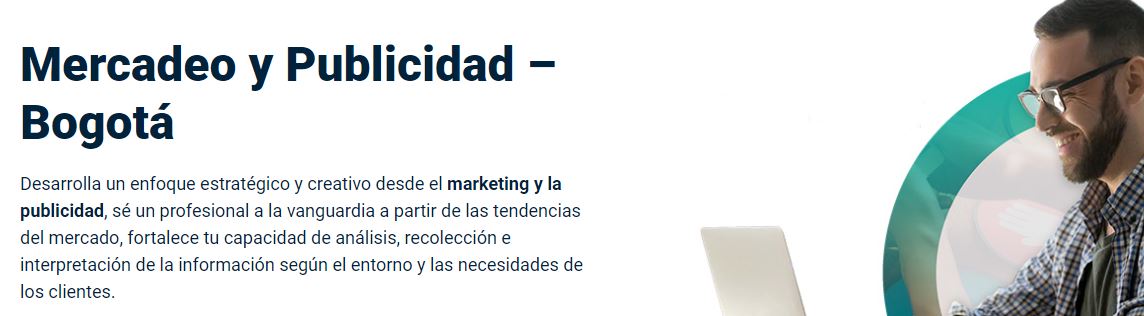 Mercadeo y Publicidad –
Bogotá
Desarrolla un enfoque estratégico y creativo desde el marketing y la
publicidad, sé un profesional a la vanguardia a partir de las tendencias
del mercado, fortalece tu capacidad de análisis, recolección e
interpretación de la información según el entorno y las necesidades de
los clientes.